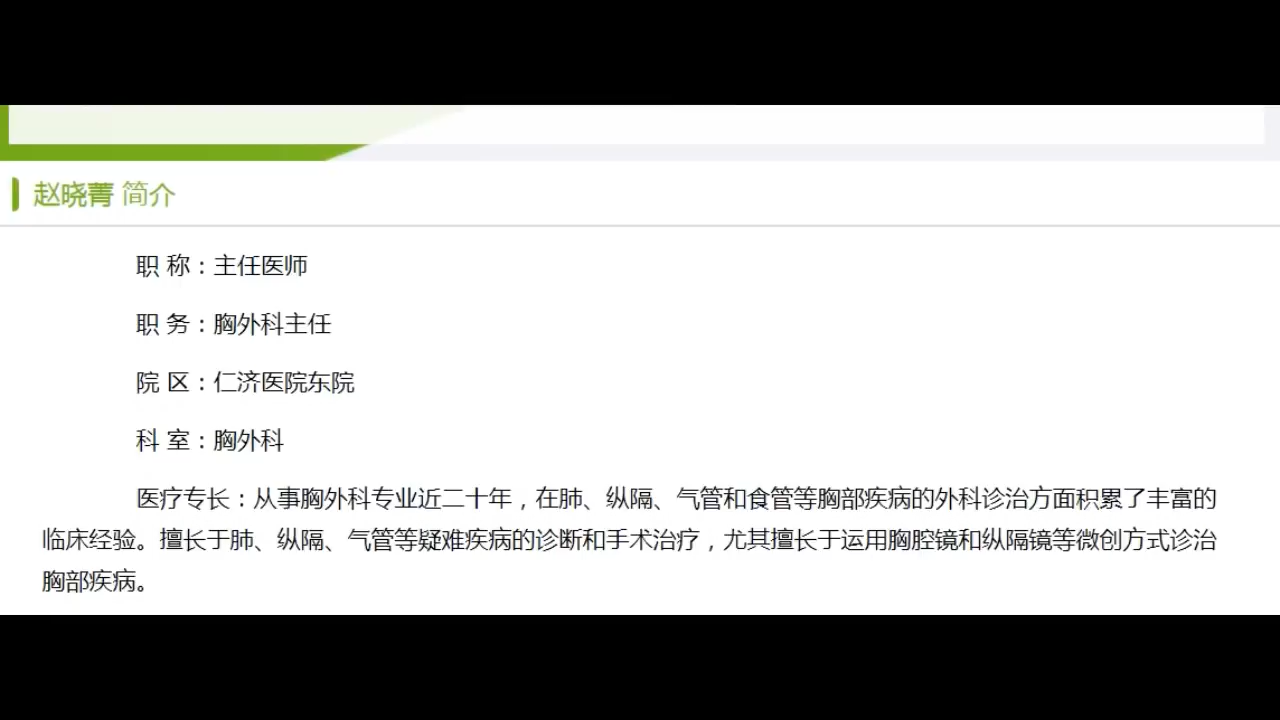 赵晓菁 简介
职 称：主任医师
职 务：胸外科主任
院 区：仁济医院东院
科 室：胸外科
医疗专长：从事胸外科专业近二十年，在肺、纵隔、气管和食管等胸部疾病的外科诊治方面积累了丰富的
临床经验。擅长于肺、纵隔、气管等疑难疾病的诊断和手术治疗，尤其擅长于运用胸腔镜和纵隔镜等微创方式诊治
胸部疾病。